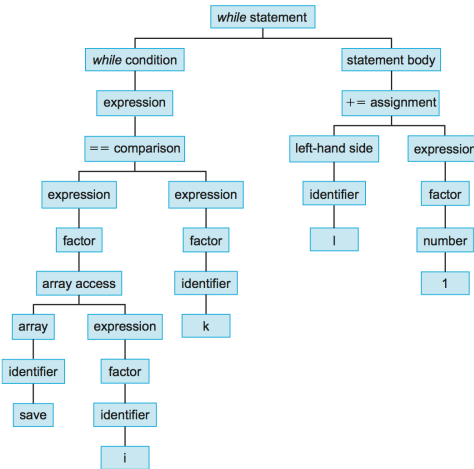 while statement
while condition
statement body
expression
+= assignment
== comparison
left-hand side
expression
expression
expression
identifier
factor
factor
factor
l
number
array access
identifier
1
array
expression
k
identifier
factor
save
identifier
i